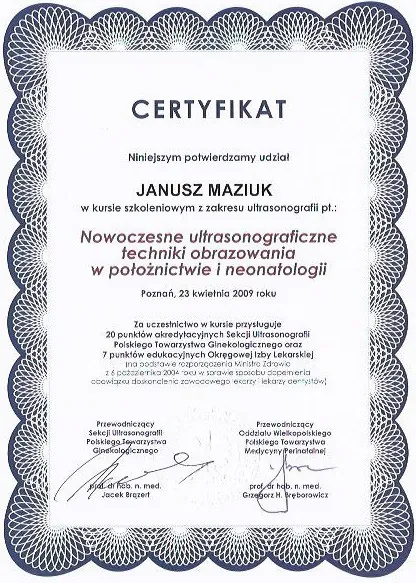 CERTYFIKAT
Niniejszym potwierdzamy udział
JANUSZ MAZIUK
w kursie szkoleniowym z zakresu ultrasonografii pt.:
Nowoczesne ultrasonograficzne
techniki obrazowania
w położnictwie i neonatologii
Poznań, 23 kwietnia 2009 roku
Za uczestnictwo w kursie przysługuje
20 punktów akredytacyjnych Sekcji Ultrasonografii
Polskiego Towarzystwa Ginekologicznego oraz
7 punktów edukacyjnych Okręgowej Izby Lekarskiej
(na podstawie rozporządzenia Ministra Zdrowia
z 6 października 2004 roku w sprawie sposobu dopełnienia
obowiązku doskonalenia zawodowego lekarzy i lekarzy dentystów)
Przewodniczący
Sekcji Ultrasonografii
Polskiego Towarzystwa
Ginekologicznego
prof. dr hab. n. med.
Jacek Brązert
Przewodniczący
Oddziału Wielkopolskiego
Polskiego Towarzystwa
Medycyny Perinatalnej
prof. dr hab. n. med.
Grzegorz H. Bręborowicz